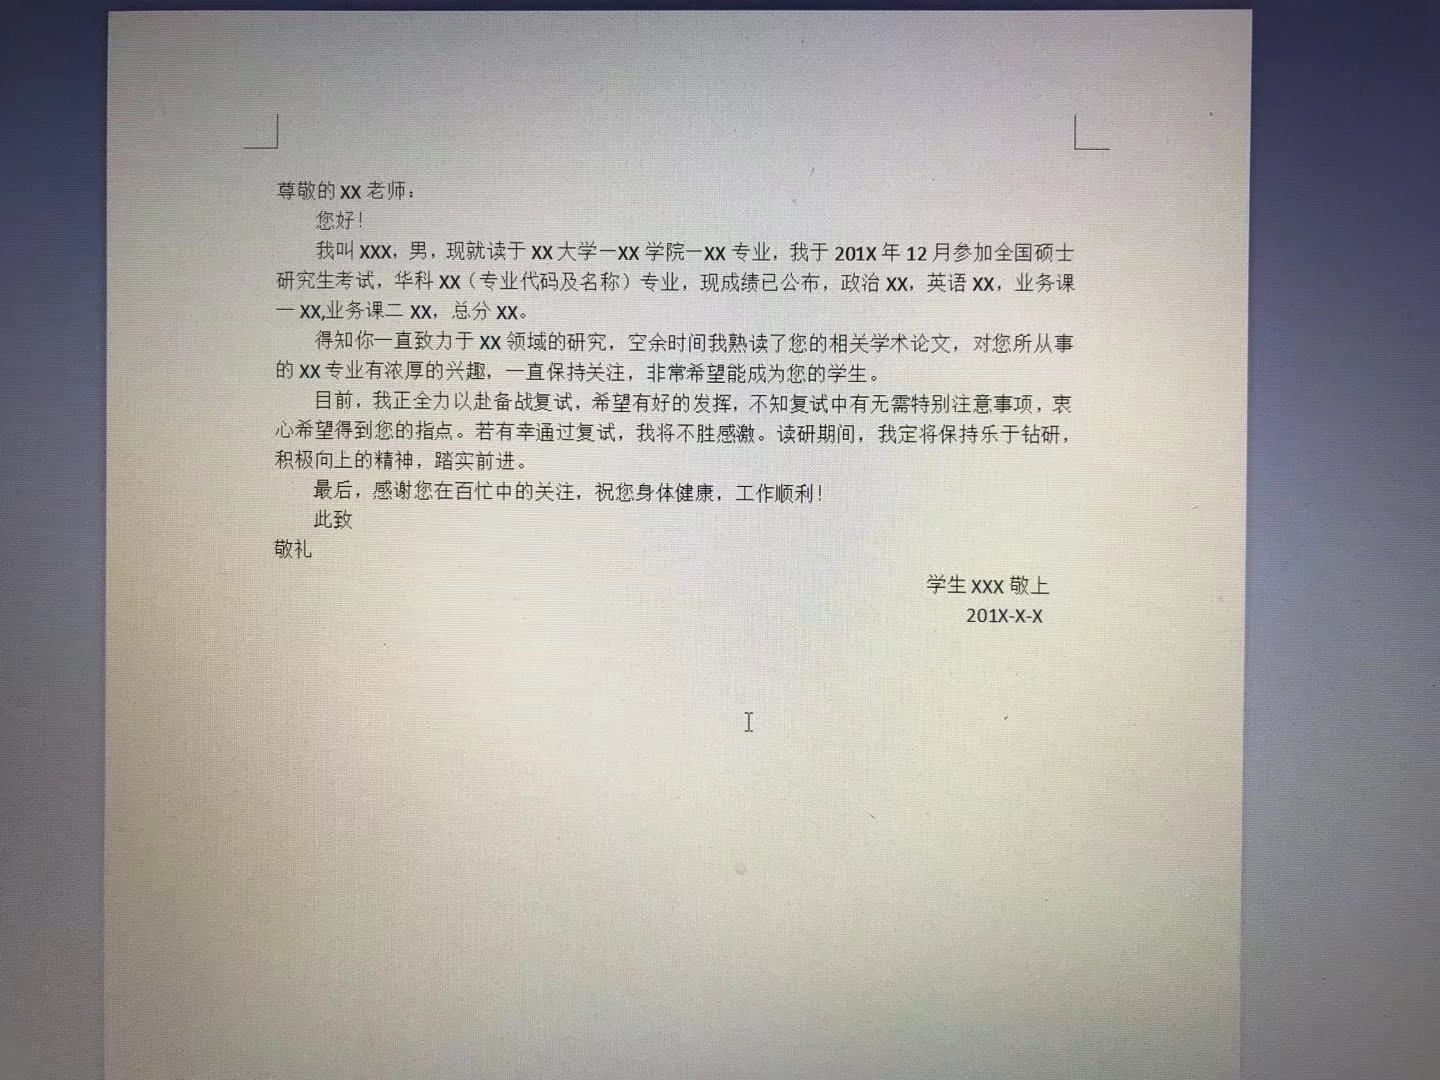 尊敬的 XX 老师：
您好！
我叫 XXX，男，现就读于 XX 大学—XX 学院—XX 专业，我于 201X 年 12 月参加全国硕士
研究生考试，华科 XX（专业代码及名称）专业，现成绩已公布，政治 XX，英语 XX，业务课
一 XX,业务课二 XX，总分 XX。
得知你一直致力于 XX 领域的研究，空余时间我熟读了您的相关学术论文，对您所从事
的 XX 专业有浓厚的兴趣，一直保持关注，非常希望能成为您的学生。
目前，我正全力以赴备战复试，希望有好的发挥，不知复试中有无需特别注意事项，衷
心希望得到您的指点。若有幸通过复试，我将不胜感激。读研期间，我定将保持乐于钻研，
积极向上的精神，踏实前进。
最后，感谢您在百忙中的关注，祝您身体健康，工作顺利！
此致
敬礼
学生 XXX 敬上
201X-X-X